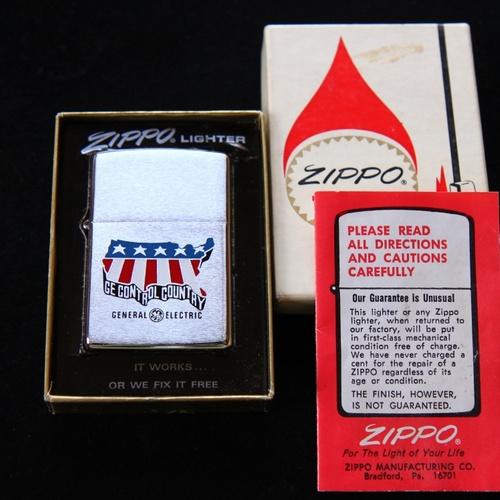 ZIPPO® LIGHTER
GE CONTROL COUNTRY
GENERAL GE ELECTRIC
IT WORKS...
OR WE FIX IT FREE
ZIPPO®
PLEASE READ
ALL DIRECTIONS
AND CAUTIONS
CAREFULLY
Our Guarantee is Unusual
This lighter or any Zippo
lighter, when returned to
our factory, will be put
in first-class mechanical
condition free of charge.
We have never charged a
cent for the repair of a
ZIPPO regardless of its
age or condition.
THE FINISH, HOWEVER,
IS NOT GUARANTEED.
ZIPPO®
For The Light of Your Life
ZIPPO MANUFACTURING CO.
Bradford, Pa. 16701